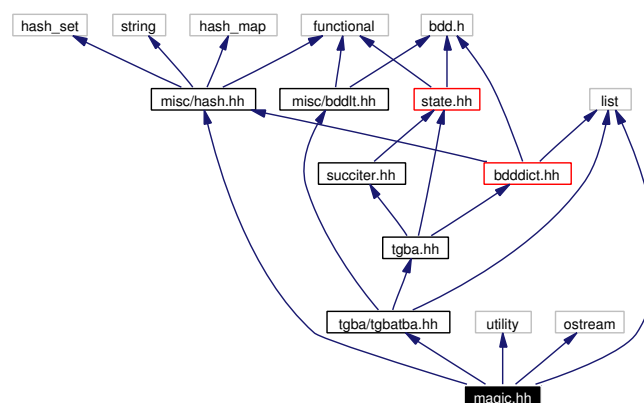 hash_set
string
hash_map
functional
bdd.h
misc/hash.hh
misc/bddlt.hh
state.hh
list
succiter.hh
bdddict.hh
tgba.hh
tgba/tgbatba.hh
utility
ostream
magic.hh